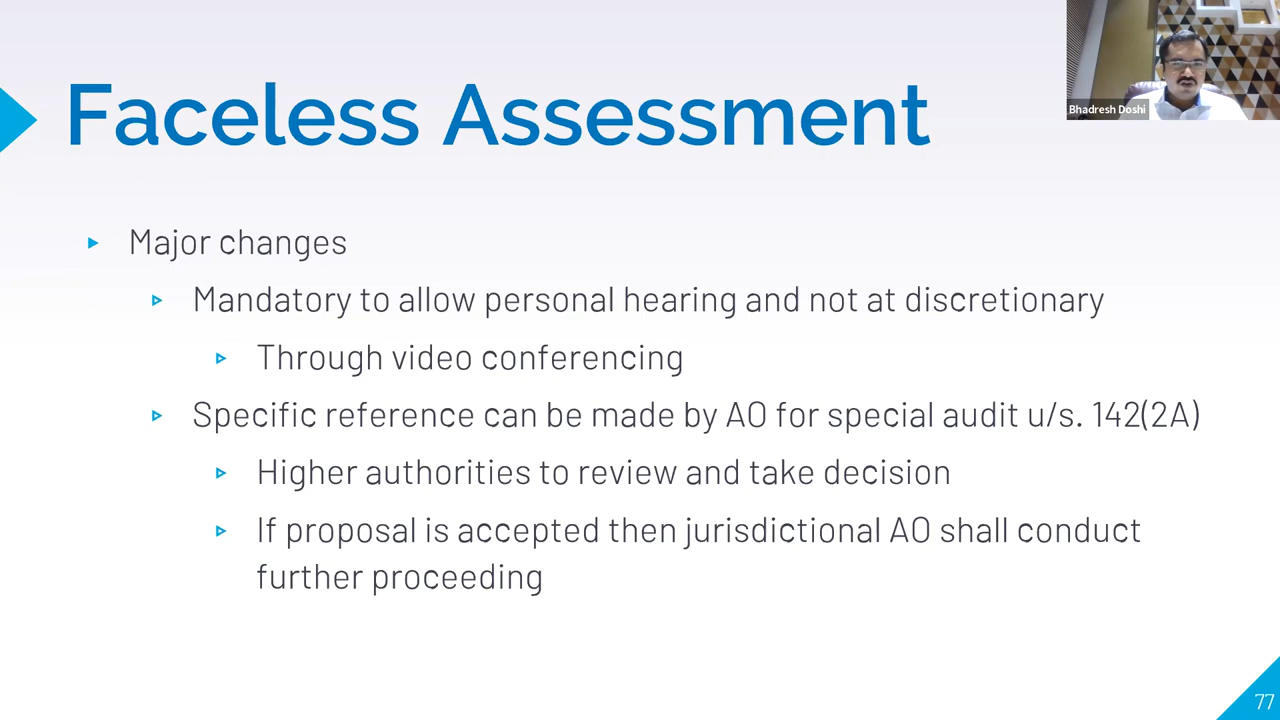 Faceless Assessment
Bhadresh Doshi
Major changes
Mandatory to allow personal hearing and not at discretionary
Through video conferencing
Specific reference can be made by AO for special audit u/s. 142(2A)
Higher authorities to review and take decision
If proposal is accepted then jurisdictional AO shall conduct
further proceeding
77